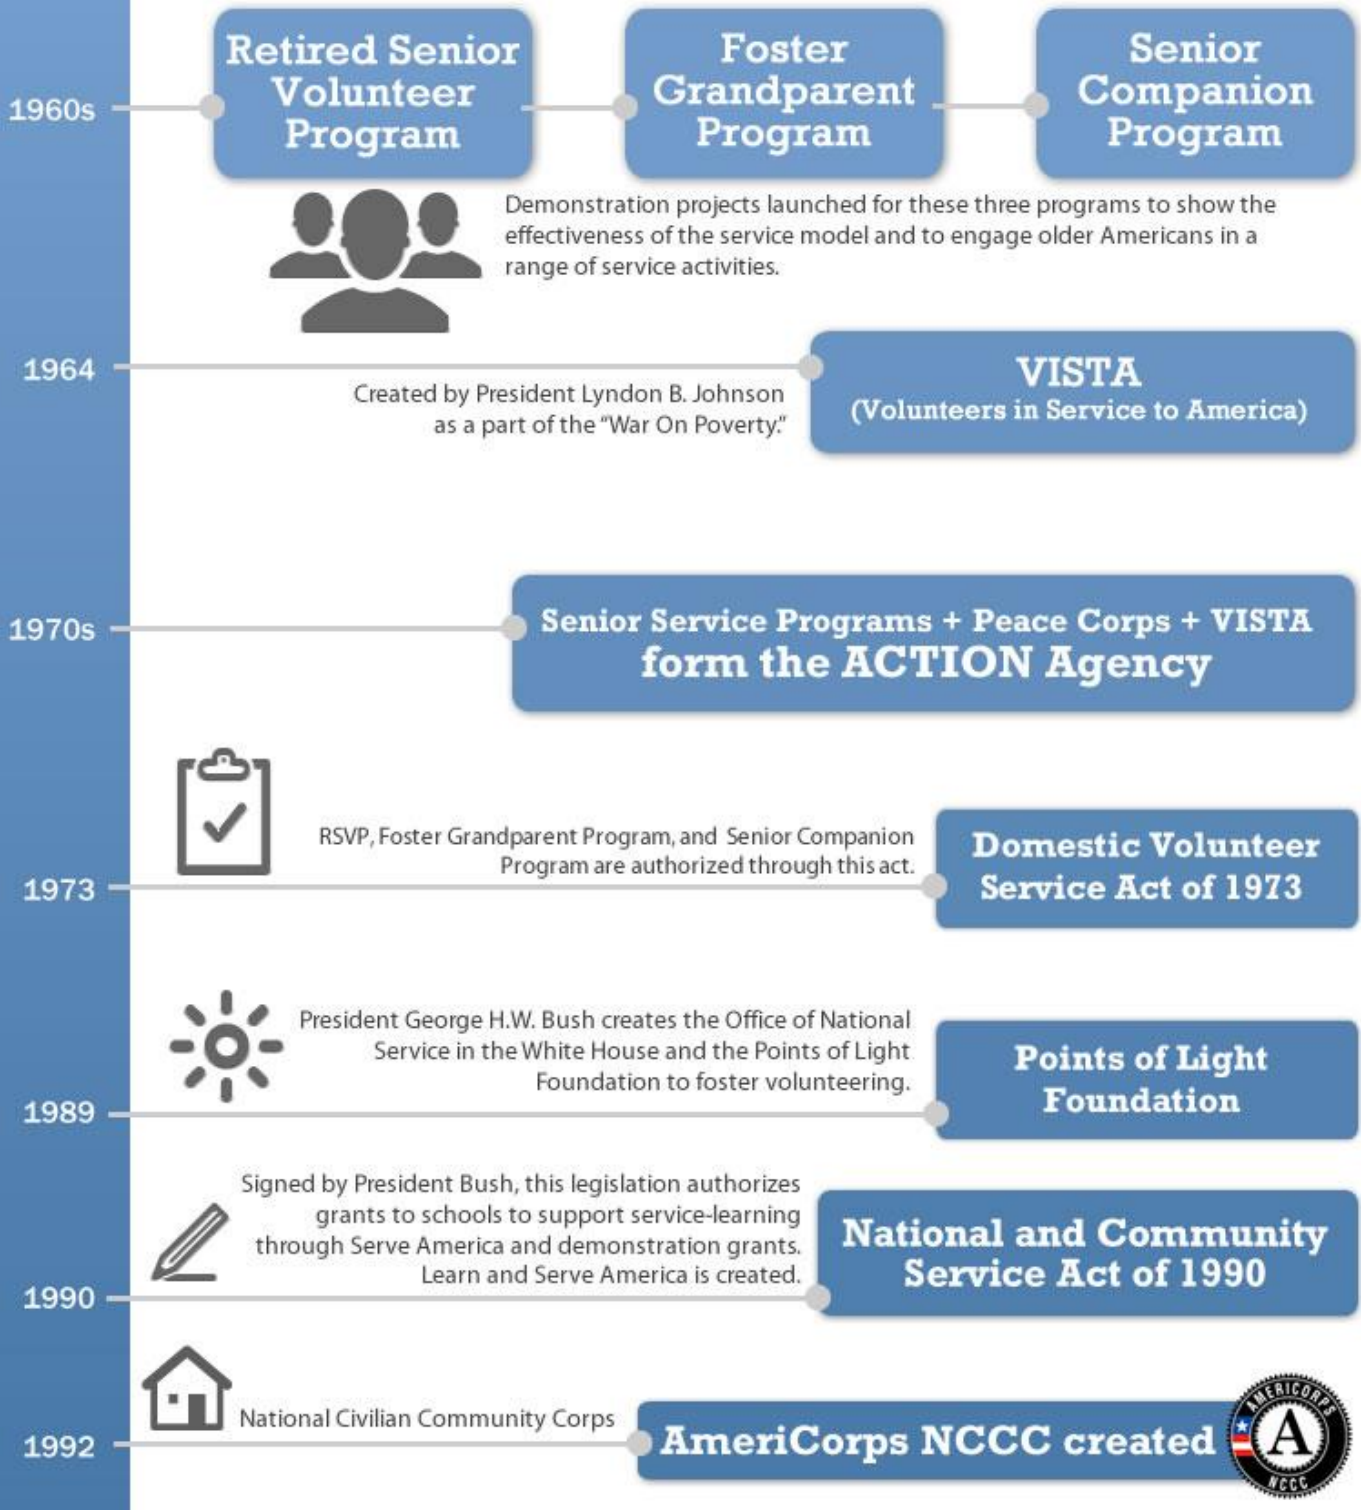 1960s
Retired Senior
Volunteer
Program
Foster
Grandparent
Program
Senior
Companion
Program
Demonstration projects launched for these three programs to show the
effectiveness of the service model and to engage older Americans in a
range of service activities.
1964
Created by President Lyndon B. Johnson
as a part of the “War On Poverty.”
VISTA
(Volunteers in Service to America)
1970s
Senior Service Programs + Peace Corps + VISTA
form the ACTION Agency
1973
RSVP, Foster Grandparent Program, and Senior Companion
Program are authorized through this act.
Domestic Volunteer
Service Act of 1973
1989
President George H.W. Bush creates the Office of National
Service in the White House and the Points of Light
Foundation to foster volunteering.
Points of Light
Foundation
1990
Signed by President Bush, this legislation authorizes
grants to schools to support service-learning
through Serve America and demonstration grants.
Learn and Serve America is created.
National and Community
Service Act of 1990
1992
National Civilian Community Corps
AmeriCorps NCCC created
AMERICORPS
A
NCCC